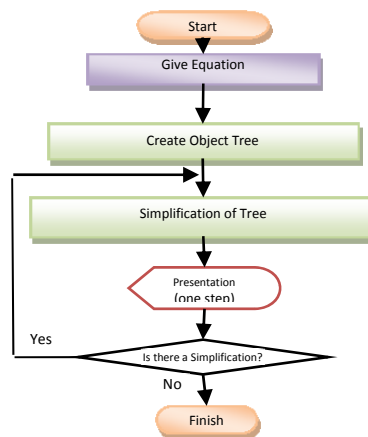 Start
Give Equation
Create Object Tree
Simplification of Tree
Presentation
(one step)
Yes
Is there a Simplification?
No
Finish